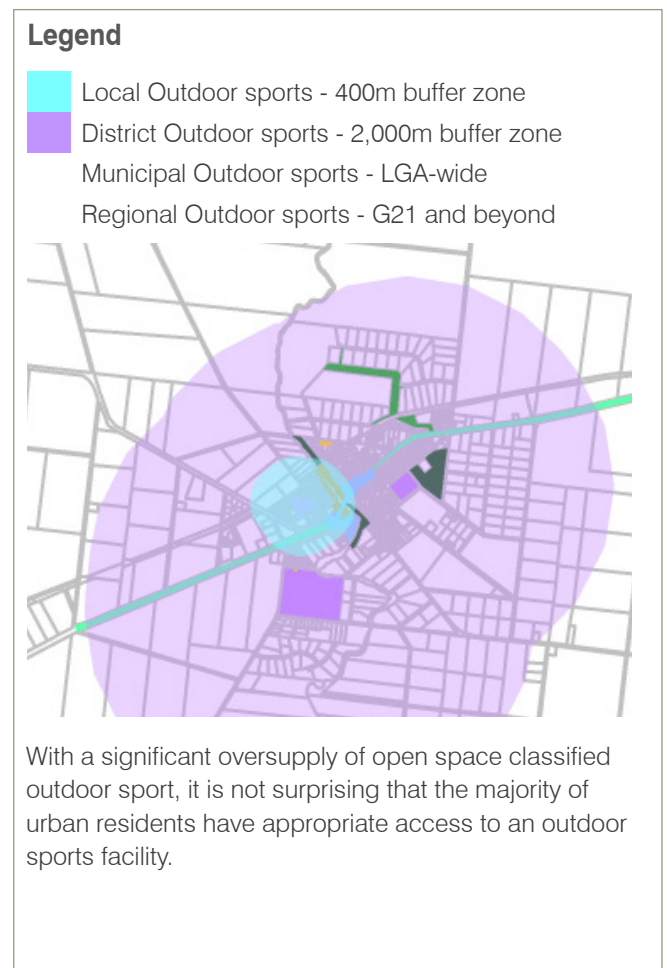 Legend
Local Outdoor sports - 400m buffer zone
District Outdoor sports - 2,000m buffer zone
Municipal Outdoor sports - LGA-wide
Regional Outdoor sports - G21 and beyond
With a significant oversupply of open space classified
outdoor sport, it is not surprising that the majority of
urban residents have appropriate access to an outdoor
sports facility.